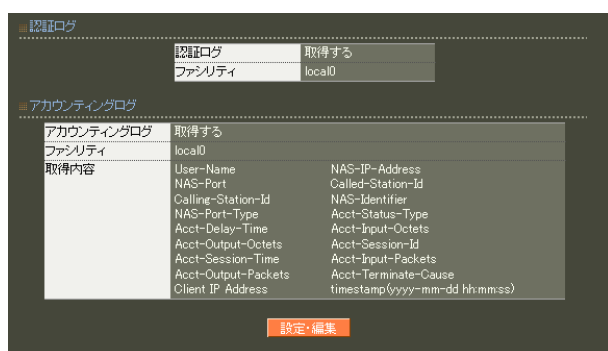 認証ログ
認証ログ 取得する
ファシリティ local0
アカウンティングログ
アカウンティングログ 取得する
ファシリティ local0
取得内容 User-Name NAS-IP-Address
NAS-Port Called-Station-Id
Calling-Station-Id NAS-Identifier
NAS-Port-Type Acct-Status-Type
Acct-Delay-Time Acct-Input-Octets
Acct-Output-Octets Acct-Session-Id
Acct-Session-Time Acct-Input-Packets
Acct-Output-Packets Acct-Terminate-Cause
Client IP Address timestamp(yyyy-mm-dd hh:mm:ss)
設定・編集